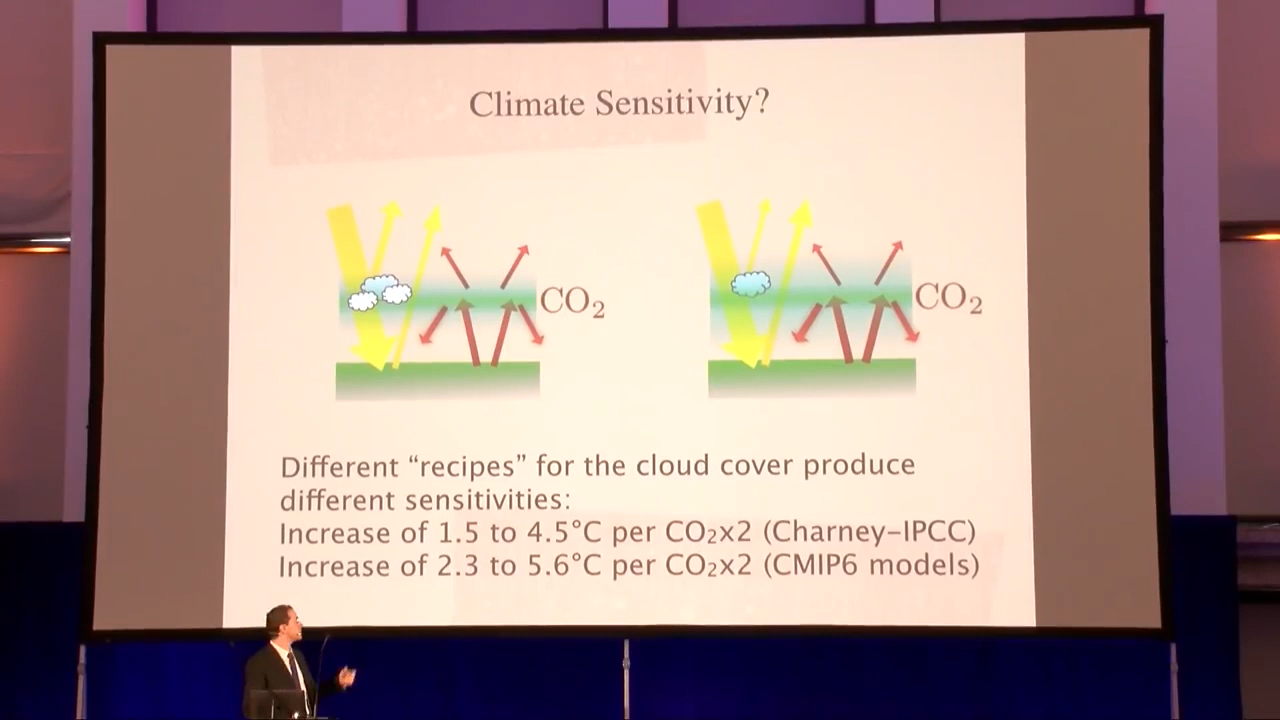 Climate Sensitivity?
CO₂
CO₂
Different “recipes” for the cloud cover produce
different sensitivities:
Increase of 1.5 to 4.5°C per CO₂x2 (Charney–IPCC)
Increase of 2.3 to 5.6°C per CO₂x2 (CMIP6 models)